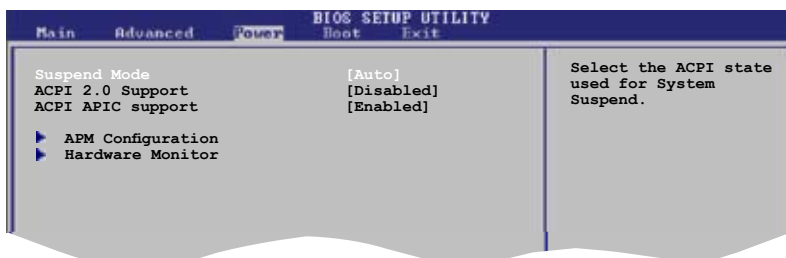 BIOS SETUP UTILITY
Main Advanced Power Boot Exit
Suspend Mode [Auto]
ACPI 2.0 Support [Disabled]
ACPI APIC support [Enabled]
APM Configuration
Hardware Monitor
Select the ACPI state
used for System
Suspend.